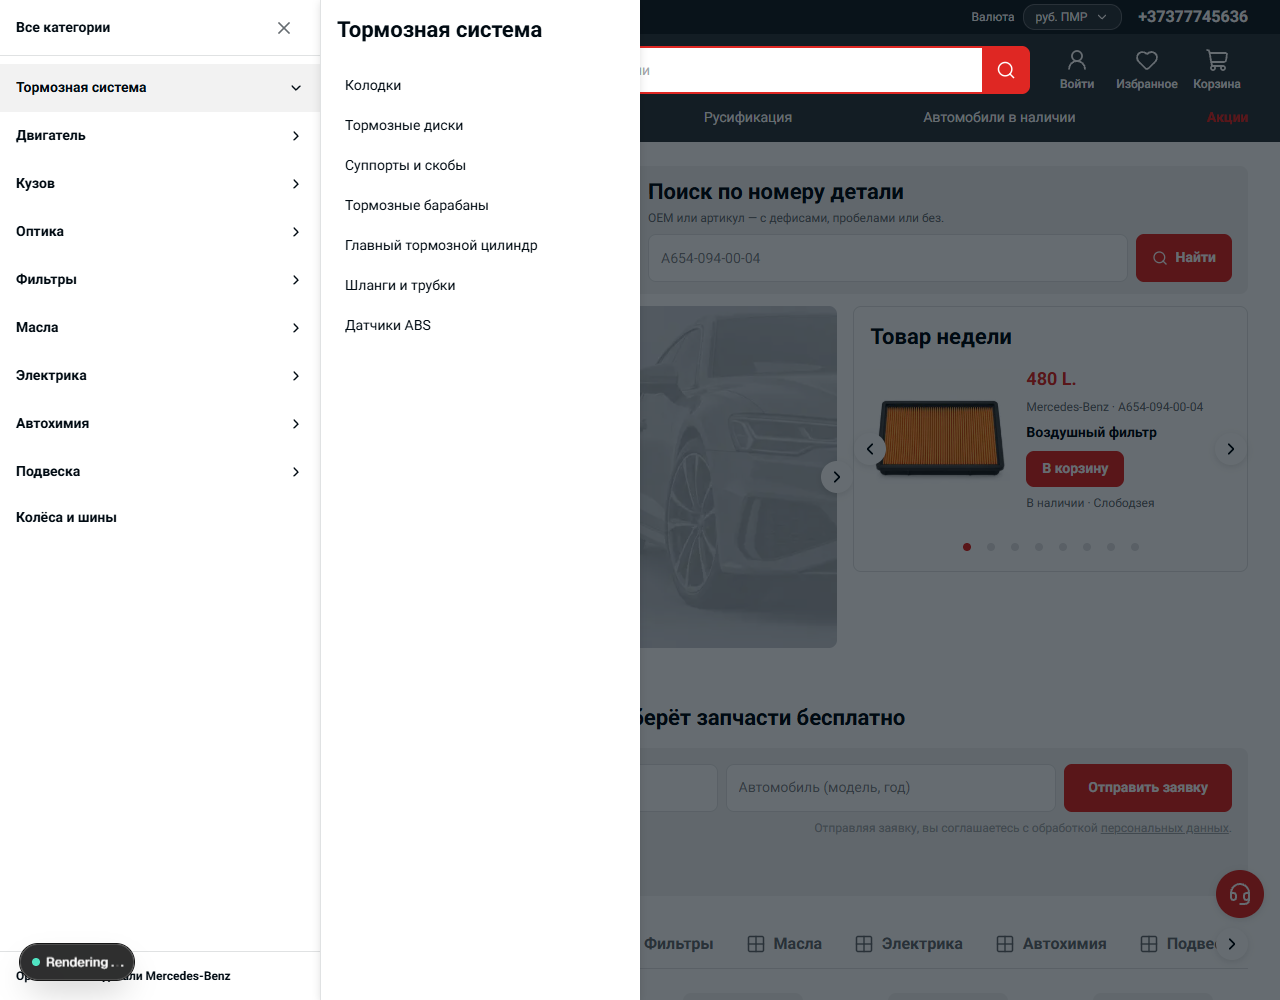 Все категории
Тормозная система
Двигатель
Кузов
Оптика
Фильтры
Масла
Электрика
Автохимия
Подвеска
Колёса и шины
Rendering ...
али Mercedes-Benz
Тормозная система
Колодки
Тормозные диски
Суппорты и скобы
Тормозные барабаны
Главный тормозной цилиндр
Шланги и трубки
Датчики ABS
Валюта руб. ПМР +37377745636
Войти Избранное Корзина
Русификация Автомобили в наличии Акции
Поиск по номеру детали
OEM или артикул — с дефисами, пробелами или без.
A654-094-00-04 Найти
Товар недели
480 L.
Mercedes-Benz · A654-094-00-04
Воздушный фильтр
В корзину
В наличии · Слободзея
берёт запчасти бесплатно
Автомобиль (модель, год) Отправить заявку
Отправляя заявку, вы соглашаетесь с обработкой персональных данных.
Фильтры Масла Электрика Автохимия Подве